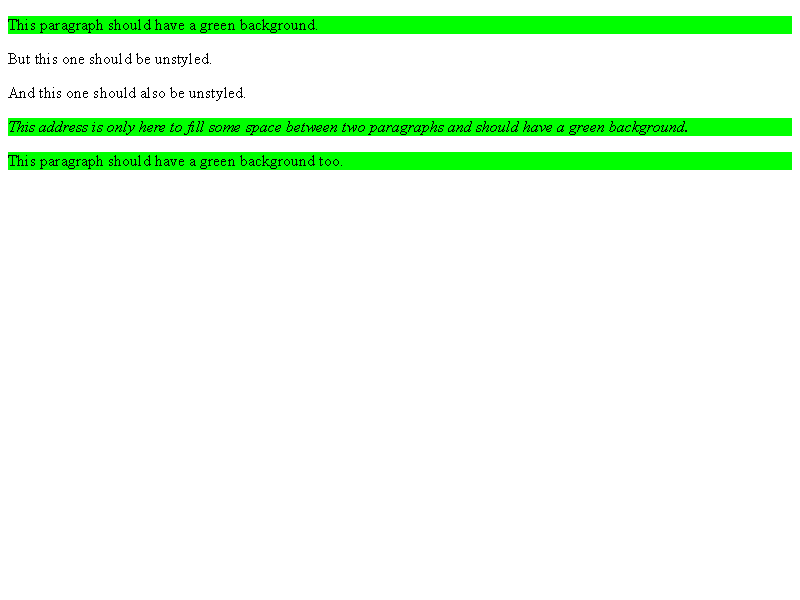 This paragraph should have a green background.
But this one should be unstyled.
And this one should also be unstyled.
This address is only here to fill some space between two paragraphs and should have a green background.
This paragraph should have a green background too.